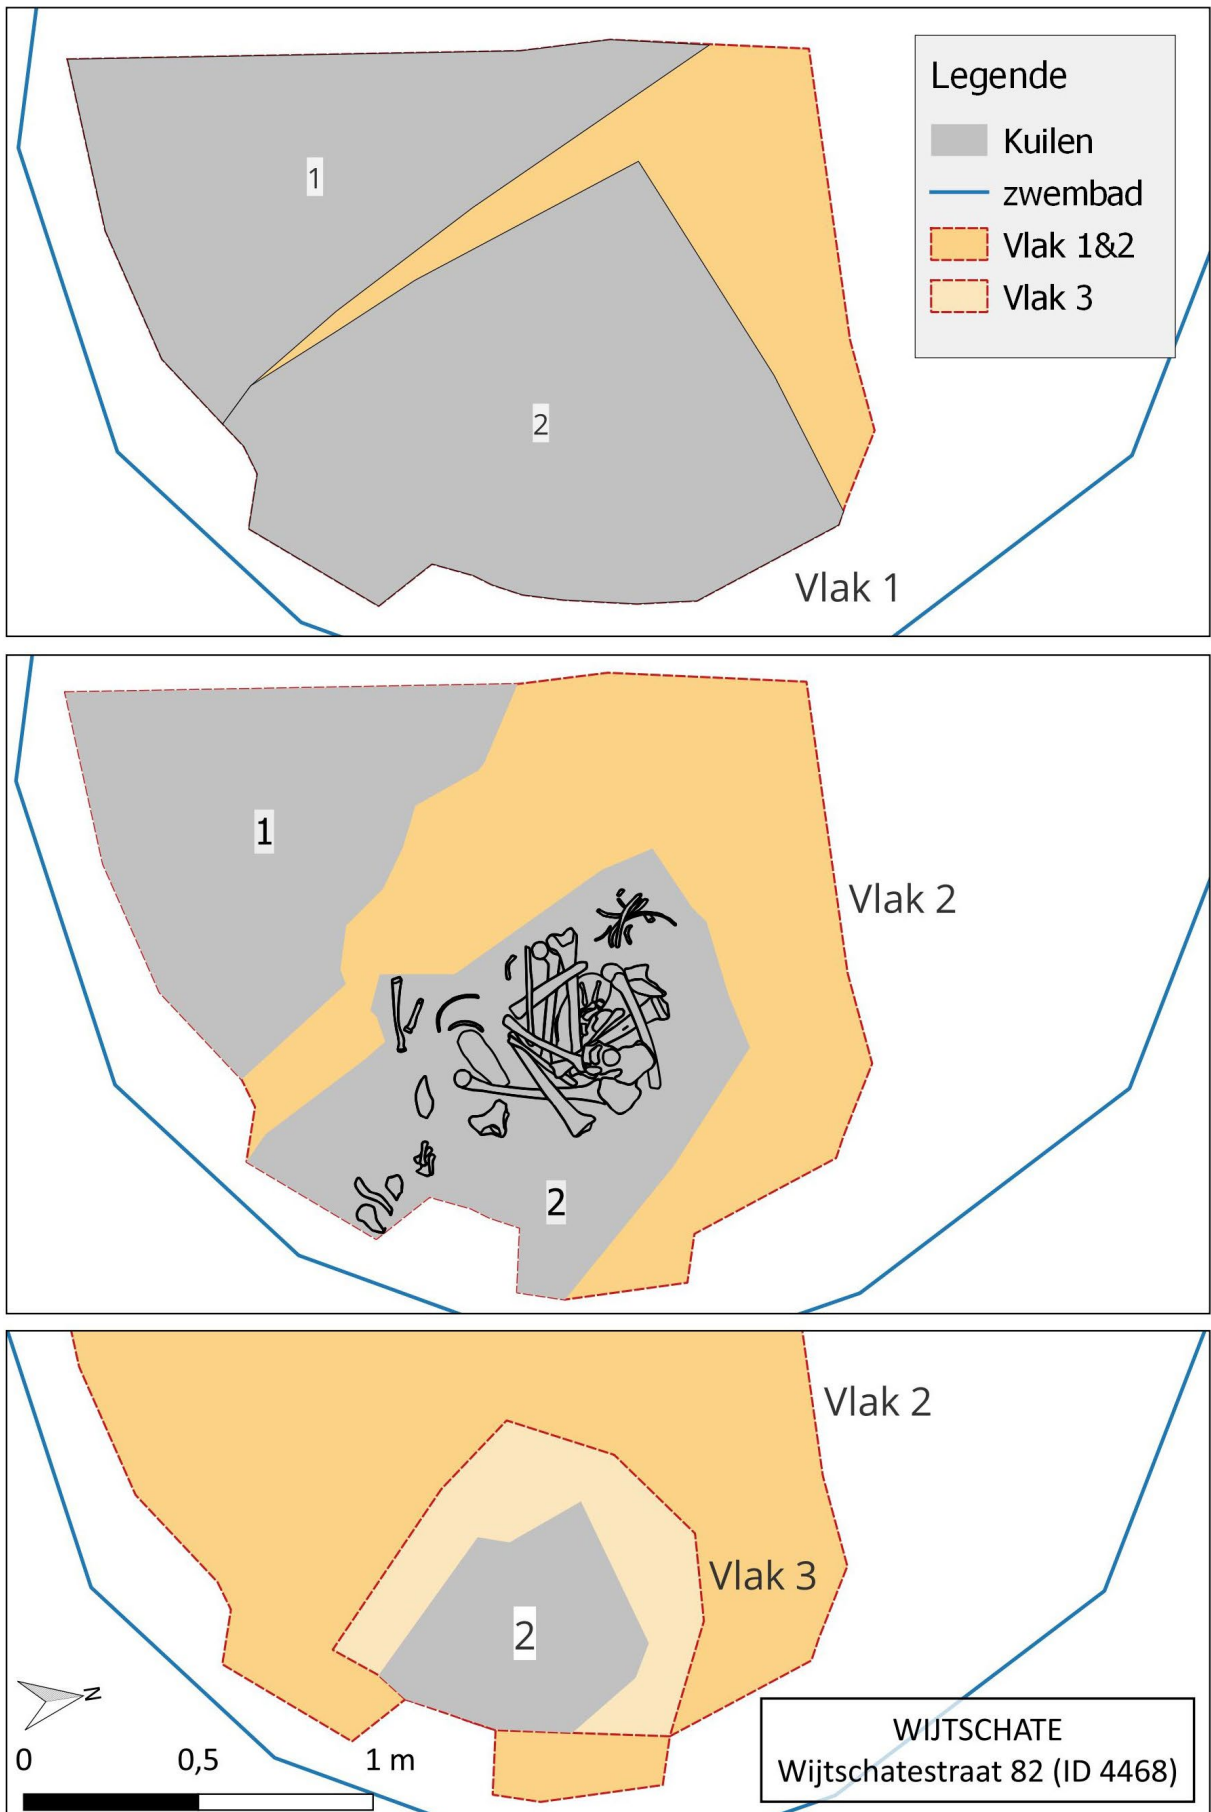 Legende
Kuilen
zwembad
Vlak 1&2
Vlak 3
1
2
Vlak 1
1
Vlak 2
2
Vlak 2
Vlak 3
2
N
0 0,5 1 m
WIJTSCHATE
Wijtschatestraat 82 (ID 4468)